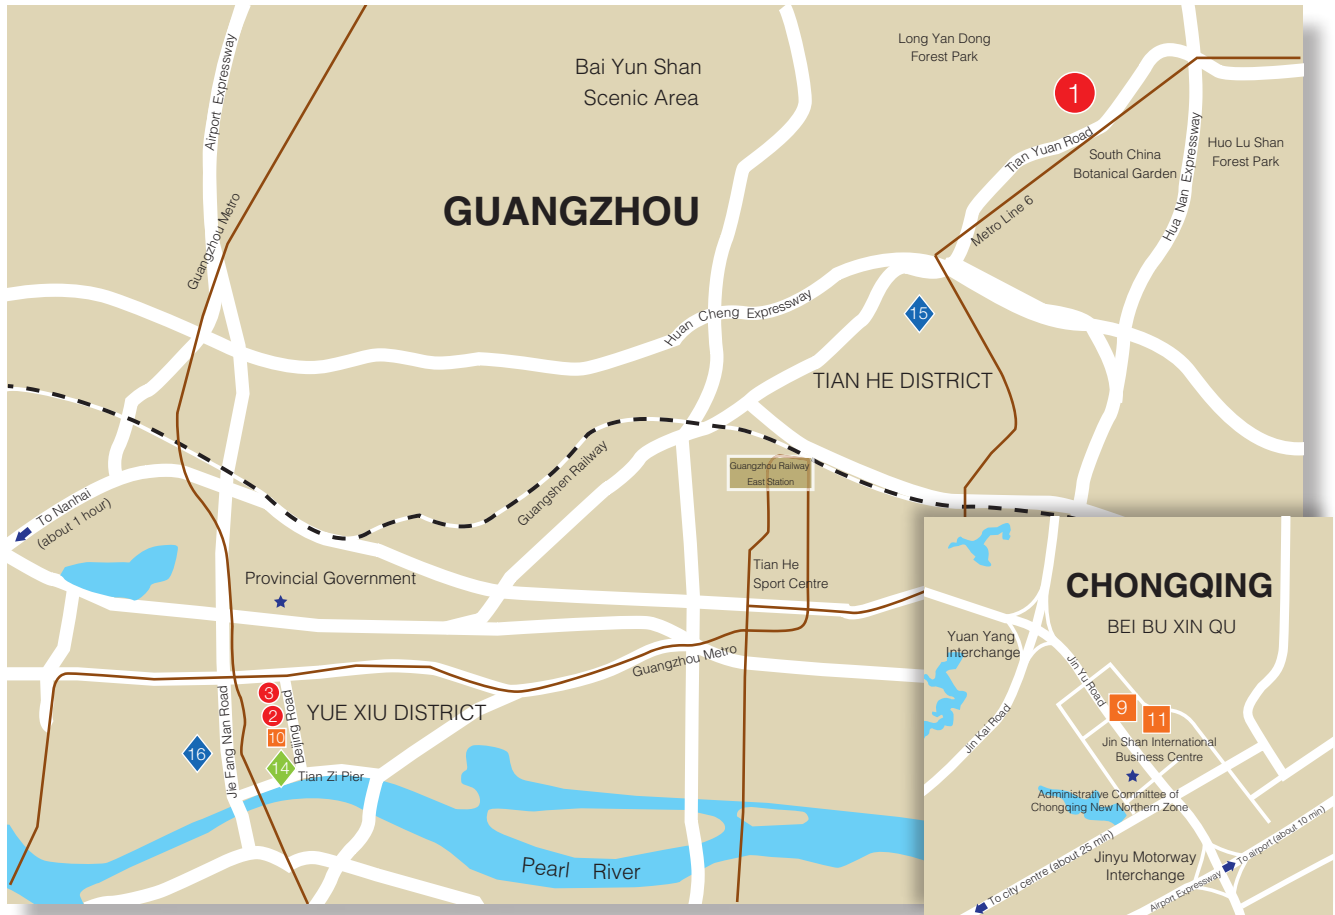 Long Yan Dong
Forest Park
Bai Yun Shan
Scenic Area
1
Airport Expressway
Tian Yuan Road
South China
Botanical Garden
Huo Lu Shan
Forest Park
Hua Nan Expressway
GUANGZHOU
Guangzhou Metro
Metro Line 6
Huan Cheng Expressway
15
TIAN HE DISTRICT
Guangshen Railway
Guangzhou Railway
East Station
To Nanhai
(about 1 hour)
Provincial Government
Tian He
Sport Centre
Guangzhou Metro
3
2
10
14
16
Jie Fang Nan Road
Beijing Road
YUE XIU DISTRICT
Tian Zi Pier
Pearl River
CHONGQING
BEI BU XIN QU
Yuan Yang
Interchange
Jin Yu Road
Jin Kai Road
9
11
Jin Shan International
Business Centre
Administrative Committee of
Chongqing New Northern Zone
To city centre (about 25 min)
Jinyu Motorway
Interchange
Airport Expressway
To airport (about 10 min)